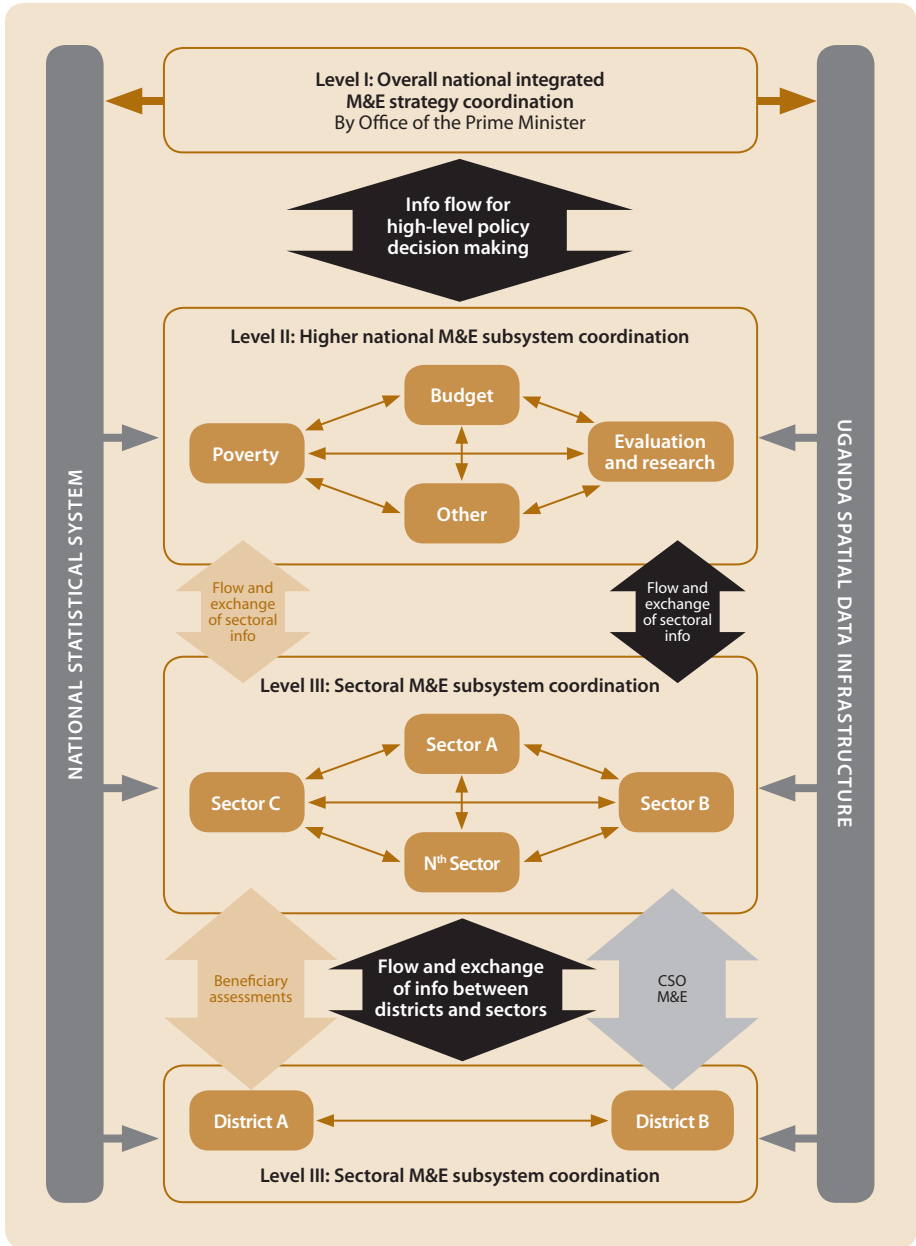 Level I: Overall national integrated
M&E strategy coordination
By Office of the Prime Minister
Info flow for
high-level policy
decision making
Level II: Higher national M&E subsystem coordination
Budget
Poverty
Evaluation
and research
Other
NATIONAL STATISTICAL SYSTEM
UGANDA SPATIAL DATA INFRASTRUCTURE
Flow and
exchange
of sectoral
info
Flow and
exchange
of sectoral
info
Level III: Sectoral M&E subsystem coordination
Sector A
Sector C
Sector B
Nth Sector
Beneficiary
assessments
Flow and exchange
of info between
districts and sectors
CSO
M&E
District A
District B
Level III: Sectoral M&E subsystem coordination